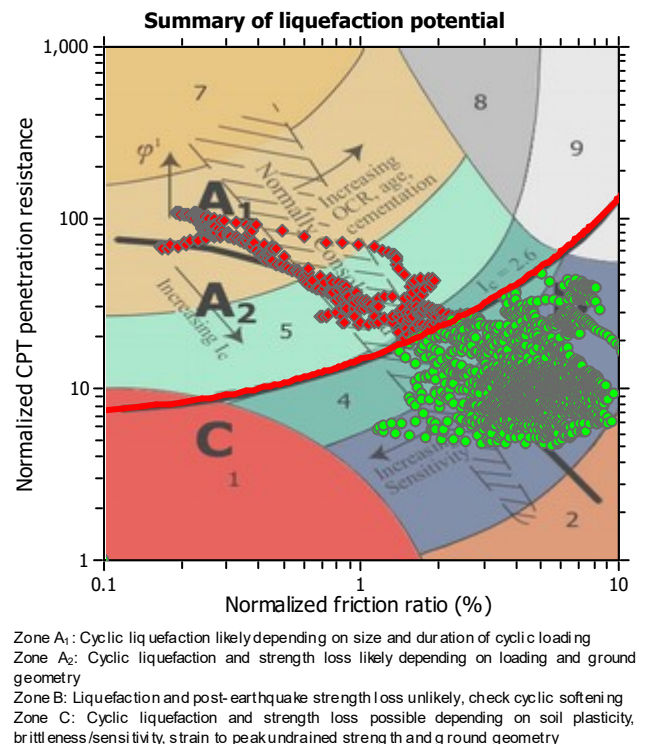 Summary of liquefaction potential
Normalized CPT penetration resistance
1,000
100
10
1
7
8
9
φ'
A1
Increasing
OCR, age,
cementation
Normally Consol
A2
Increasing Ic
Ic = 2.6
5
4
C
1
Increasing
Sensitivity
2
0.1
1
10
Normalized friction ratio (%)
Zone A1: Cyclic liquefaction likely depending on size and duration of cyclic loading
Zone A2: Cyclic liquefaction and strength loss likely depending on loading and ground
geometry
Zone B: Liquefaction and post-earthquake strength loss unlikely, check cyclic softening
Zone C: Cyclic liquefaction and strength loss possible depending on soil plasticity,
brittleness/sensitivity, strain to peak undrained strength and ground geometry